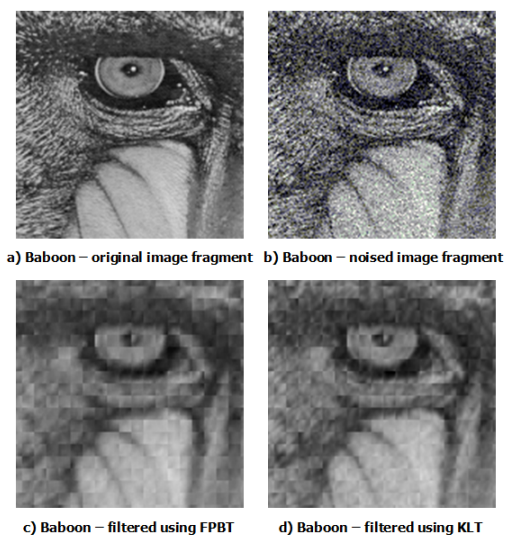 a) Baboon – original image fragment
b) Baboon – noised image fragment
c) Baboon – filtered using FPBT
d) Baboon – filtered using KLT